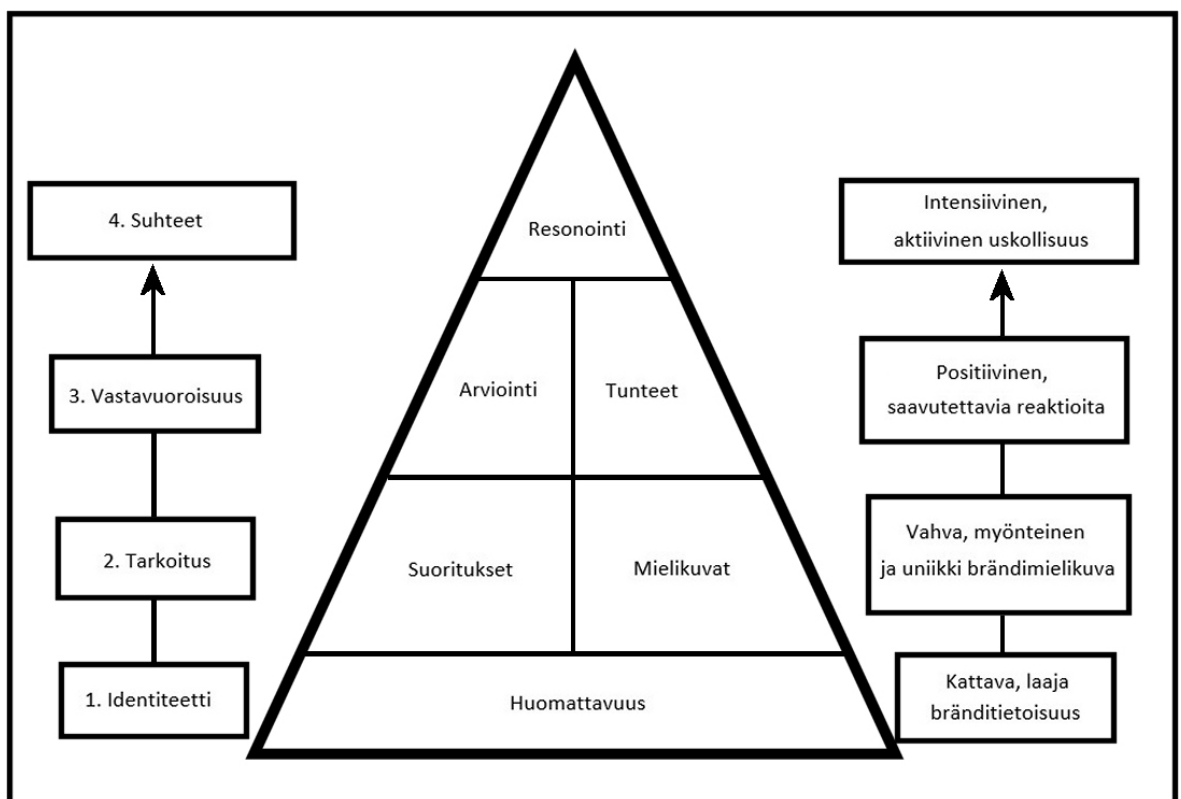 4. Suhteet
3. Vastavuoroisuus
2. Tarkoitus
1. Identiteetti
Resonointi
Arviointi
Tunteet
Suoritukset
Mielikuvat
Huomattavuus
Intensiivinen,
aktiivinen uskollisuus
Positiivinen,
saavutettavia reaktioita
Vahva, myönteinen
ja uniikki brändimielikuva
Kattava, laaja
bränditietoisuus